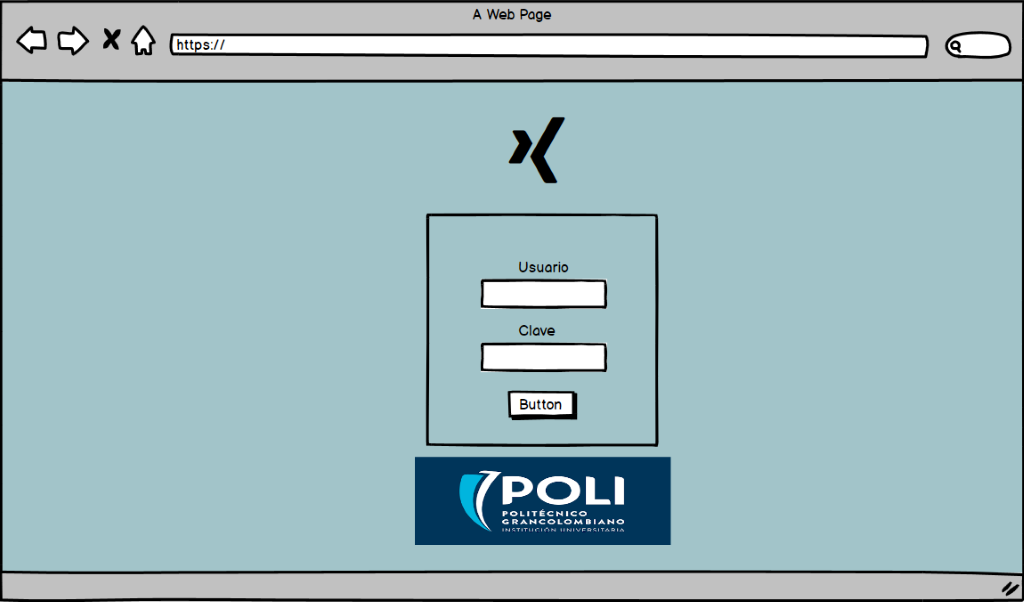 A Web Page
https://
Usuario
Clave
Button
POLI
POLITÉCNICO
GRANCOLOMBIANO
INSTITUCIÓN UNIVERSITARIA